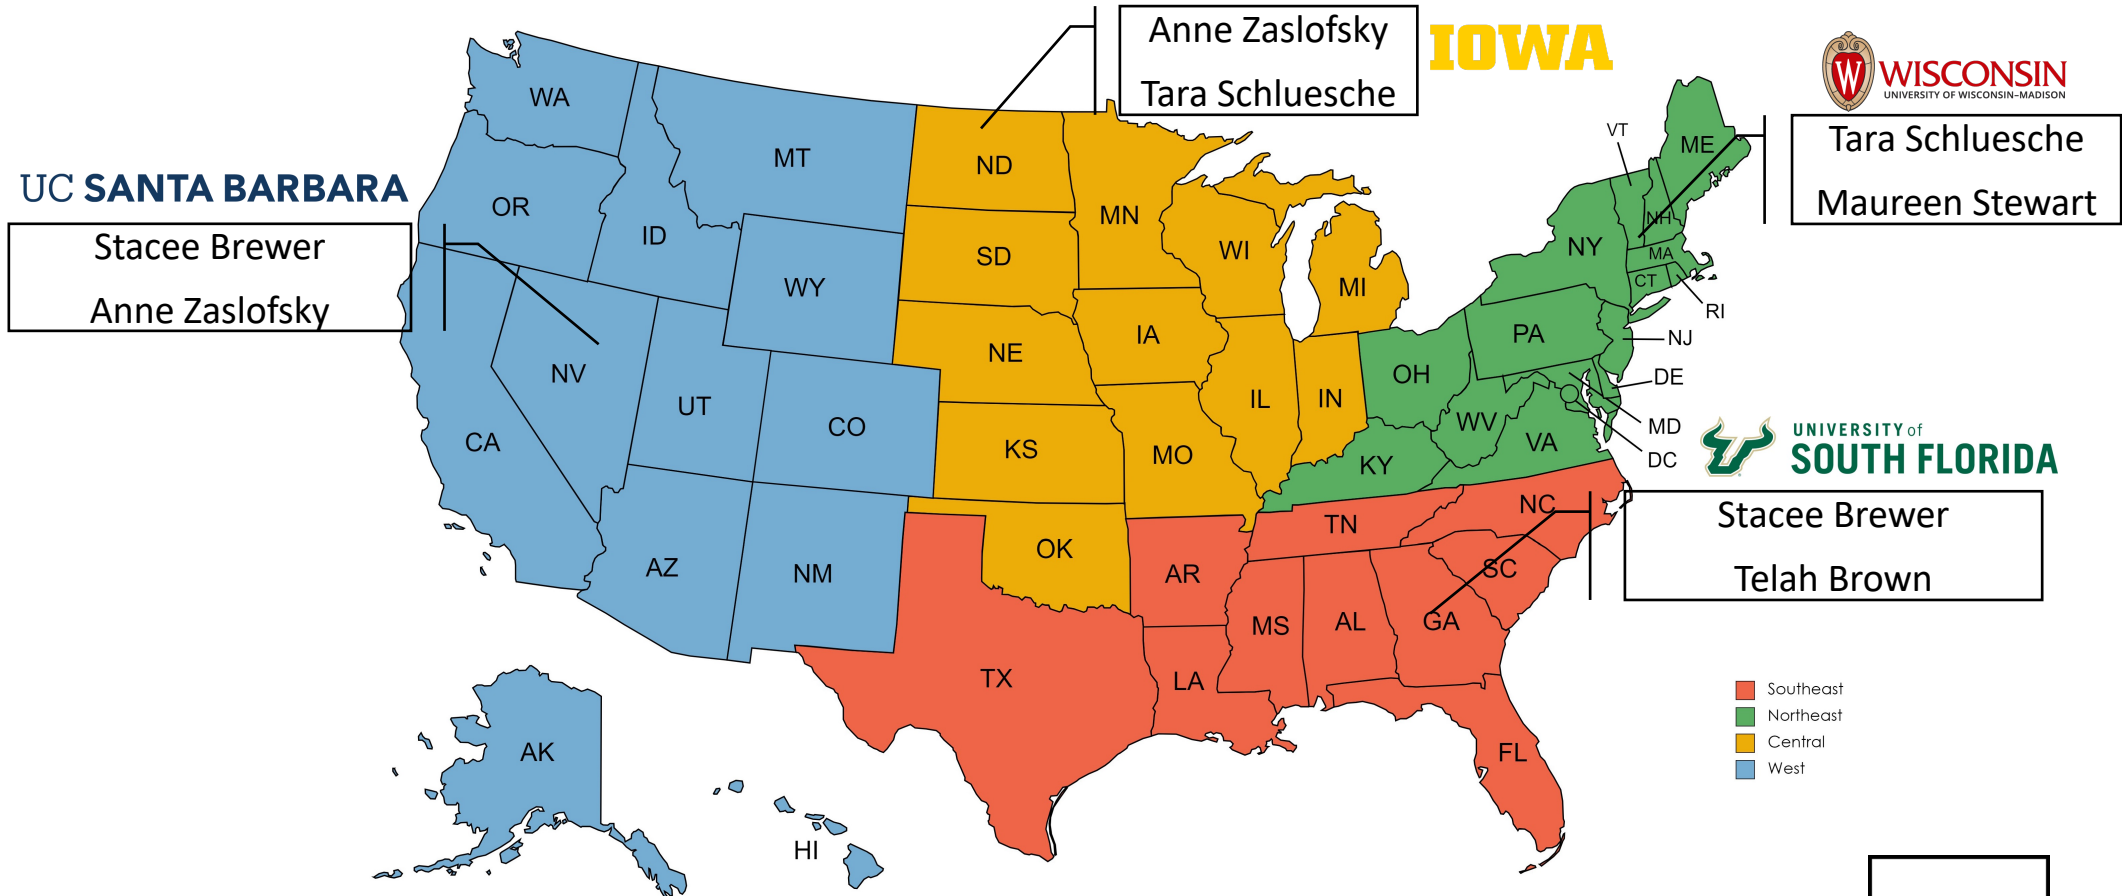 Anne Zaslofsky
Tara Schluesche
IOWA
W
WISCONSIN
UNIVERSITY OF WISCONSIN–MADISON
Tara Schluesche
Maureen Stewart
UC SANTA BARBARA
Stacee Brewer
Anne Zaslofsky
WA
MT
ND
MN
VT
ME
OR
ID
SD
WI
NY
NH
MA
WY
MI
CT
RI
NE
IA
PA
NJ
NV
UT
CO
IL
IN
OH
DE
WV
MD
CA
KS
MO
KY
VA
DC
UNIVERSITY of
SOUTH FLORIDA
Stacee Brewer
Telah Brown
AZ
NM
OK
AR
TN
NC
SC
MS
AL
GA
TX
LA
FL
AK
HI
Southeast
Northeast
Central
West